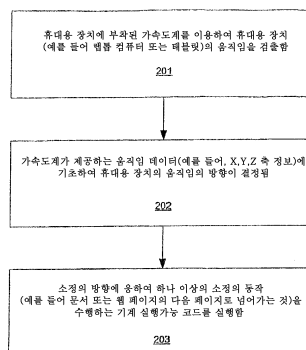 휴대용 장치에 부착된 가속도계를 이용하여 휴대용 장치
(예를 들어 랩톱 컴퓨터 또는 태블릿)의 움직임을 검출함
201
가속도계가 제공하는 움직임 데이터(예를 들어, X,Y,Z 축 정보)에
기초하여 휴대용 장치의 움직임의 방향이 결정됨
202
소정의 방향에 응하여 하나 이상의 소정의 동작
(예를 들어 문서 또는 웹 페이지의 다음 페이지로 넘어가는 것)을
수행하는 기계 실행가능 코드를 실행함
203